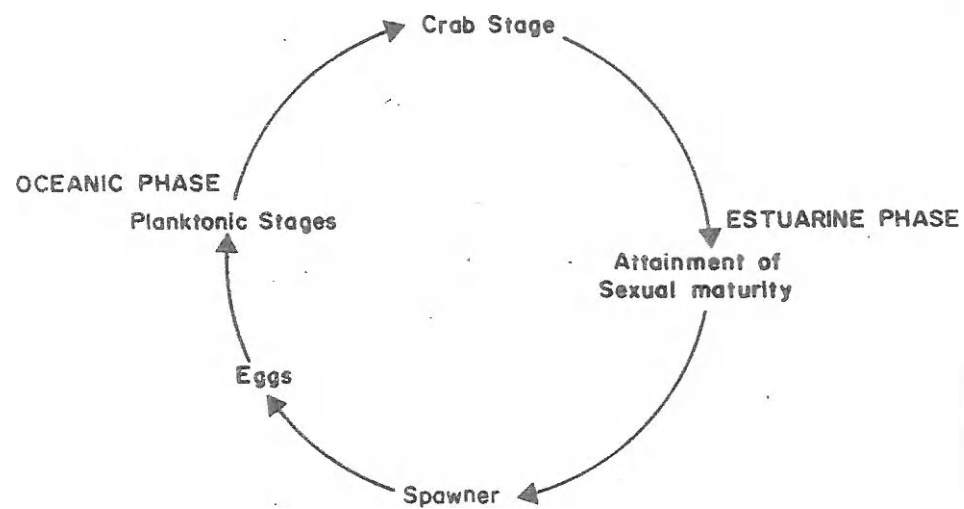 Crab Stage
OCEANIC PHASE
Planktonic Stages
ESTUARINE PHASE
Attainment of
Sexual maturity
Eggs
Spawner